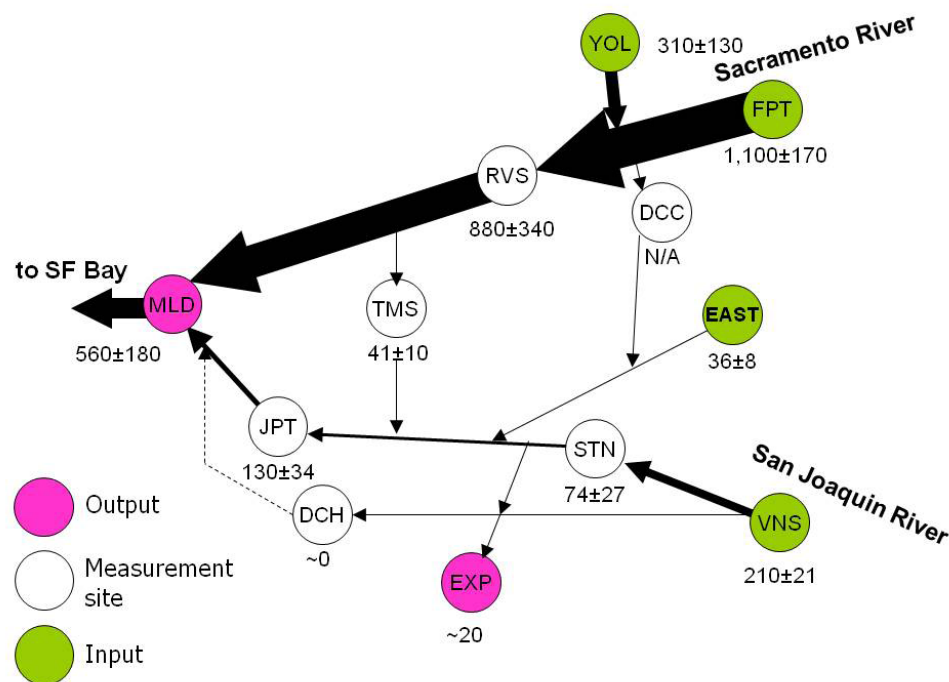 YOL
310±130
Sacramento River
FPT
1,100±170
RVS
880±340
DCC
N/A
to SF Bay
MLD
560±180
TMS
41±10
EAST
36±8
JPT
130±34
STN
74±27
San Joaquin River
VNS
210±21
DCH
~0
EXP
~20
Output
Measurement
site
Input